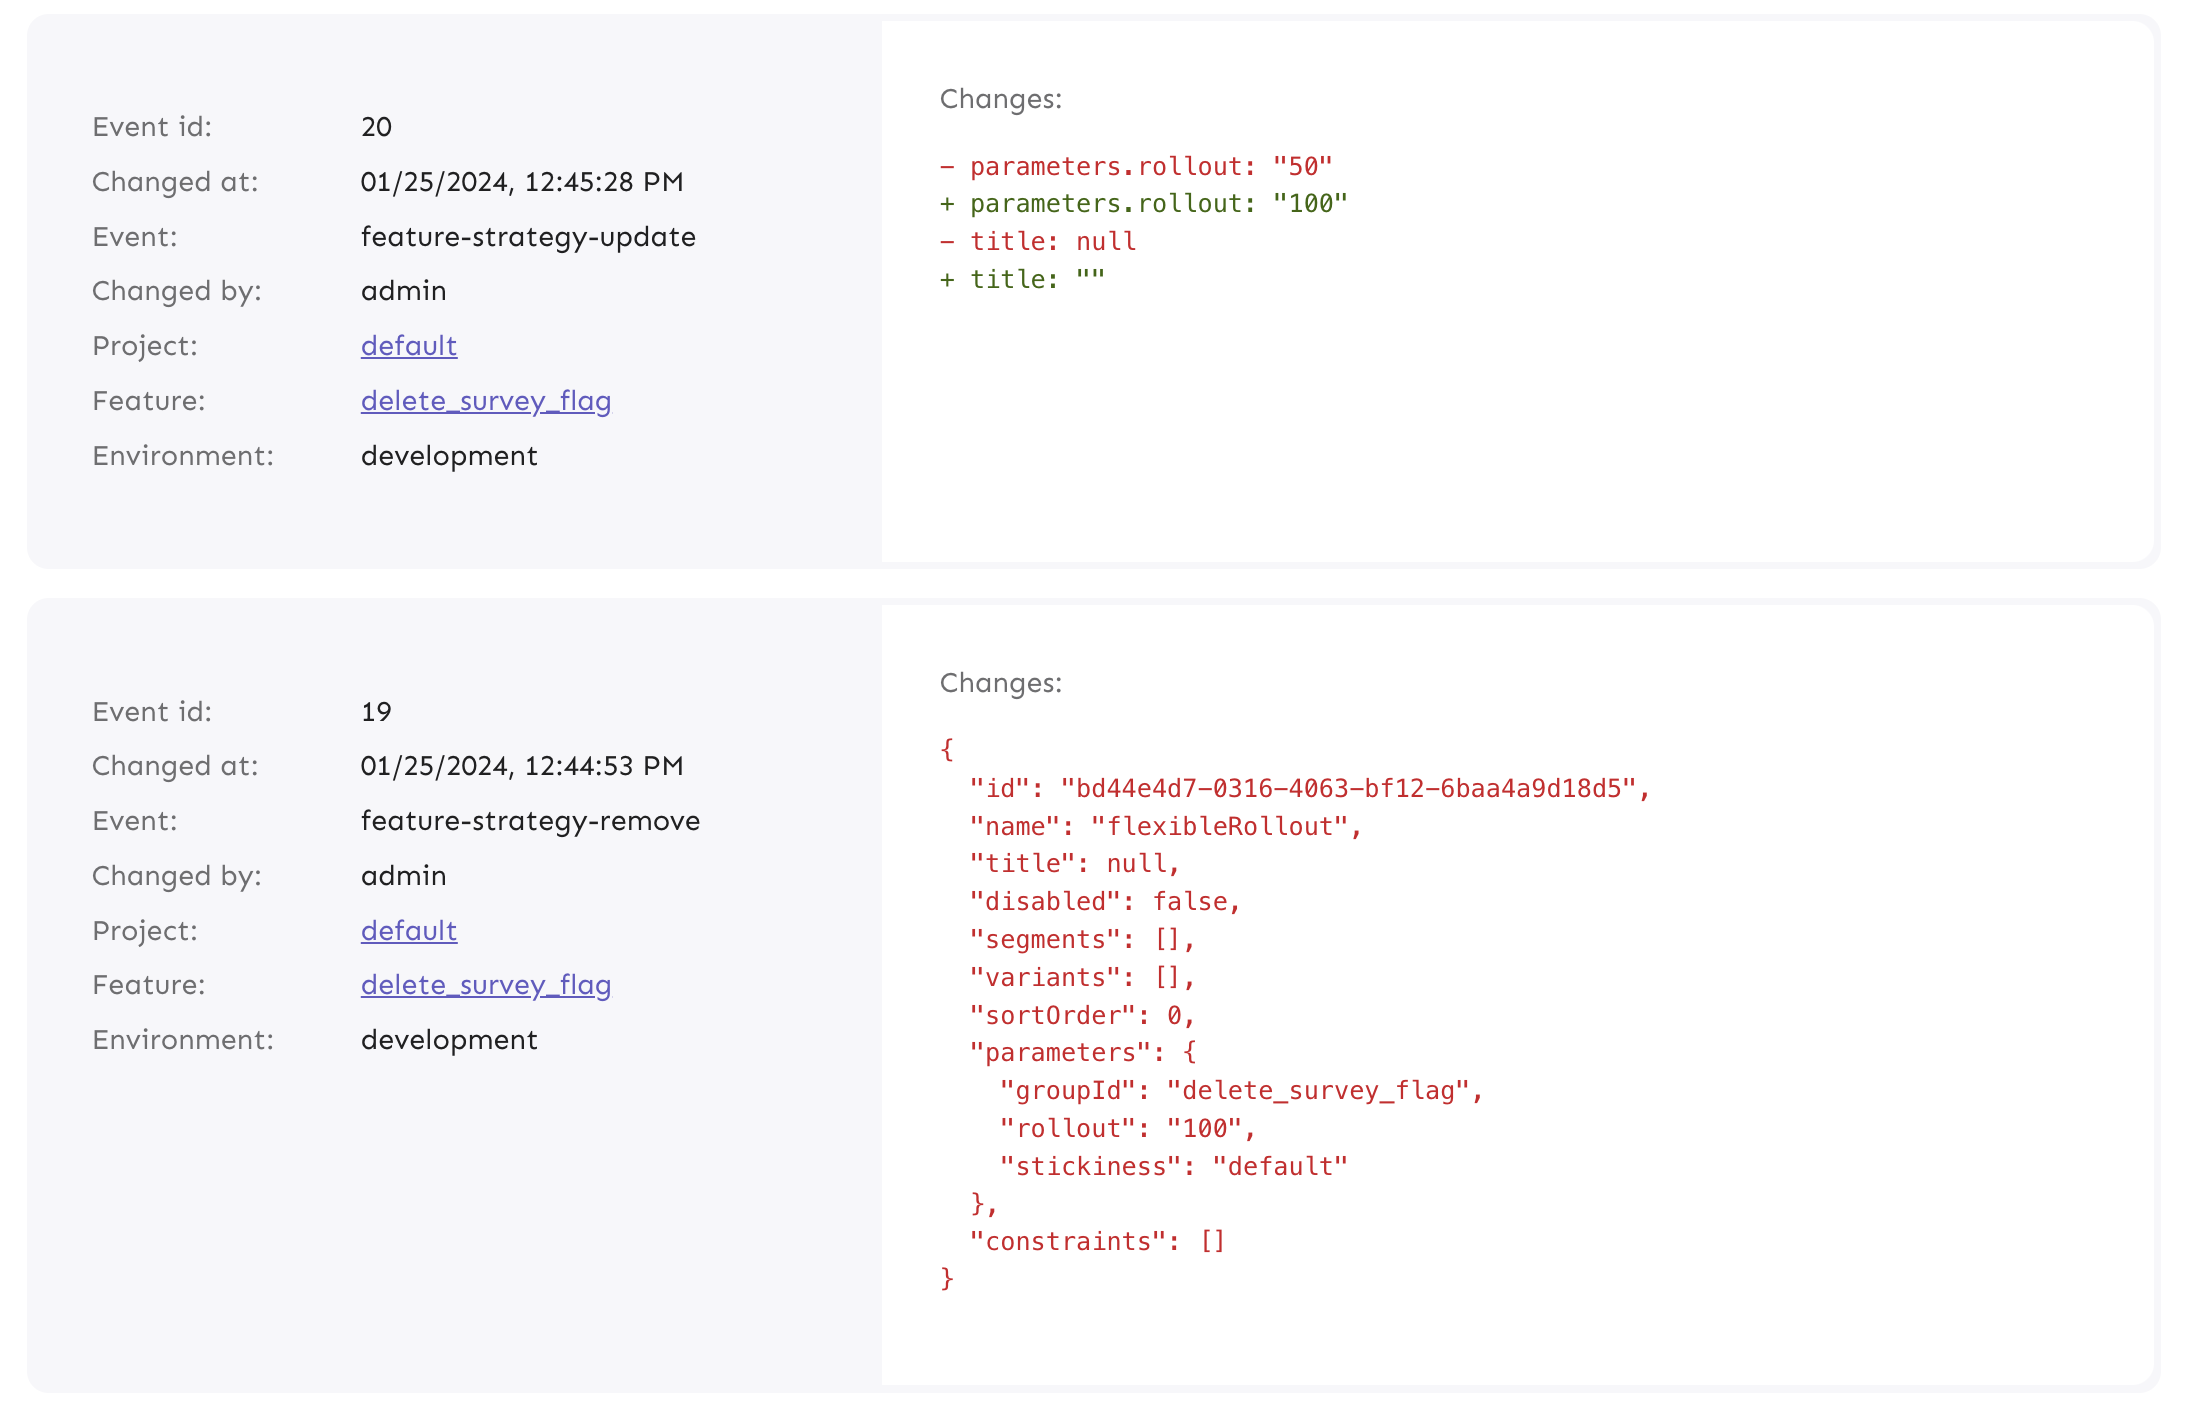 Event id: 20
Changed at: 01/25/2024, 12:45:28 PM
Event: feature-strategy-update
Changed by: admin
Project: default
Feature: delete_survey_flag
Environment: development
Changes:
- parameters.rollout: "50"
+ parameters.rollout: "100"
- title: null
+ title: ""
Event id: 19
Changed at: 01/25/2024, 12:44:53 PM
Event: feature-strategy-remove
Changed by: admin
Project: default
Feature: delete_survey_flag
Environment: development
Changes:
{
  "id": "bd44e4d7-0316-4063-bf12-6baa4a9d18d5",
  "name": "flexibleRollout",
  "title": null,
  "disabled": false,
  "segments": [],
  "variants": [],
  "sortOrder": 0,
  "parameters": {
    "groupId": "delete_survey_flag",
    "rollout": "100",
    "stickiness": "default"
  },
  "constraints": []
}